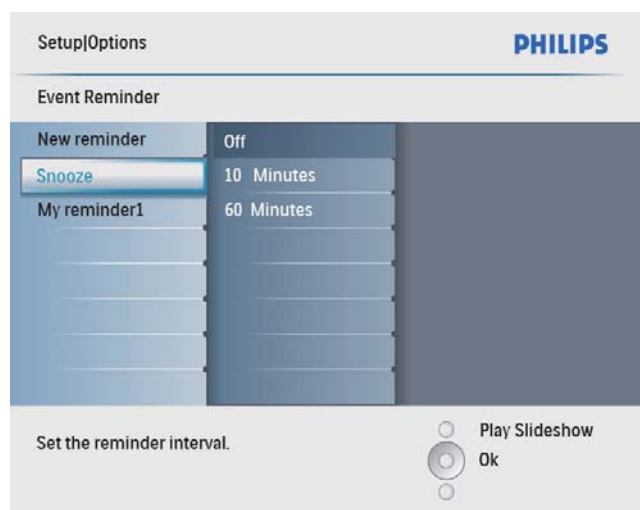 Setup|Options
PHILIPS
Event Reminder
New reminder
Off
Snooze
10 Minutes
My reminder1
60 Minutes
Set the reminder interval.
Play Slideshow
Ok